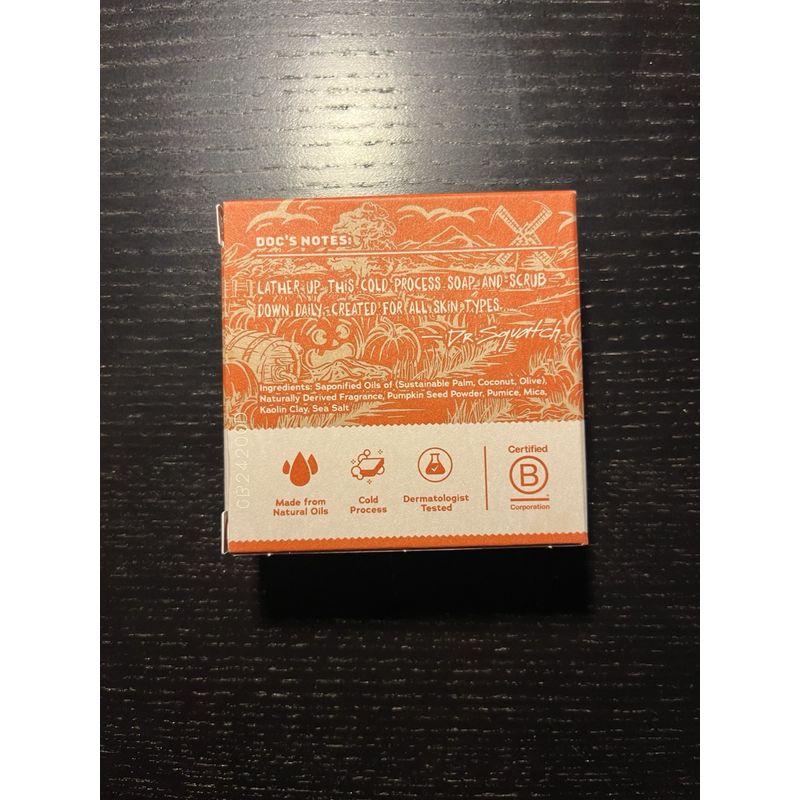 DOC'S NOTES:
LATHER UP THIS COLD PROCESS SOAP AND SCRUB
DOWN DAILY. CREATED FOR ALL SKIN TYPES.
— DR. SQUATCH
Ingredients: Saponified Oils of (Sustainable Palm, Coconut, Olive),
Naturally Derived Fragrance, Pumpkin Seed Powder, Pumice, Mica,
Kaolin Clay, Sea Salt
Made from
Natural Oils
Cold
Process
Dermatologist
Tested
Certified
B
Corporation